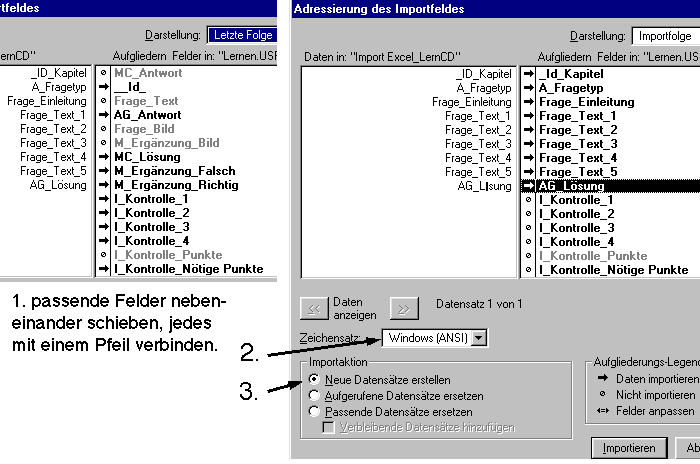 rtfeldes
Darstellung: Letzte Folge
ernCD" Aufgliedern Felder in: "Lernen.USF
_ID_Kapitel MC_Antwort
A_Fragetyp __Id_
Frage_Einleitung Frage_Text
Frage_Text_1 AG_Antwort
Frage_Text_2 Frage_Bild
Frage_Text_3 M_Ergänzung_Bild
Frage_Text_4 MC_Lösung
Frage_Text_5 M_Ergänzung_Falsch
AG_Lösung M_Ergänzung_Richtig
I_Kontrolle_1
I_Kontrolle_2
I_Kontrolle_3
I_Kontrolle_4
I_Kontrolle_Punkte
I_Kontrolle_Nötige Punkte
1. passende Felder neben-
einander schieben, jedes
mit einem Pfeil verbinden.
Adressierung des Importfeldes
Darstellung: Importfolge
Daten in: "Import Excel_LernCD" Aufgliedern Felder in: "Lernen.US
_ID_Kapitel _Id_Kapitel
A_Fragetyp A_Fragetyp
Frage_Einleitung Frage_Einleitung
Frage_Text_1 Frage_Text_1
Frage_Text_2 Frage_Text_2
Frage_Text_3 Frage_Text_3
Frage_Text_4 Frage_Text_4
Frage_Text_5 Frage_Text_5
AG_LIsung AG_Lösung
I_Kontrolle_1
I_Kontrolle_2
I_Kontrolle_3
I_Kontrolle_4
I_Kontrolle_Punkte
I_Kontrolle_Nötige Punkte
<< Daten anzeigen >> Datensatz 1 von 1
2. Zeichensatz: Windows (ANSI)
Importaktion
3. Neue Datensätze erstellen
Aufgerufene Datensätze ersetzen
Passende Datensätze ersetzen
Verbleibende Datensätze hinzufügen
Aufgliederungs-Legend
Daten importieren
Nicht importieren
Felder anpassen
Importieren Ab